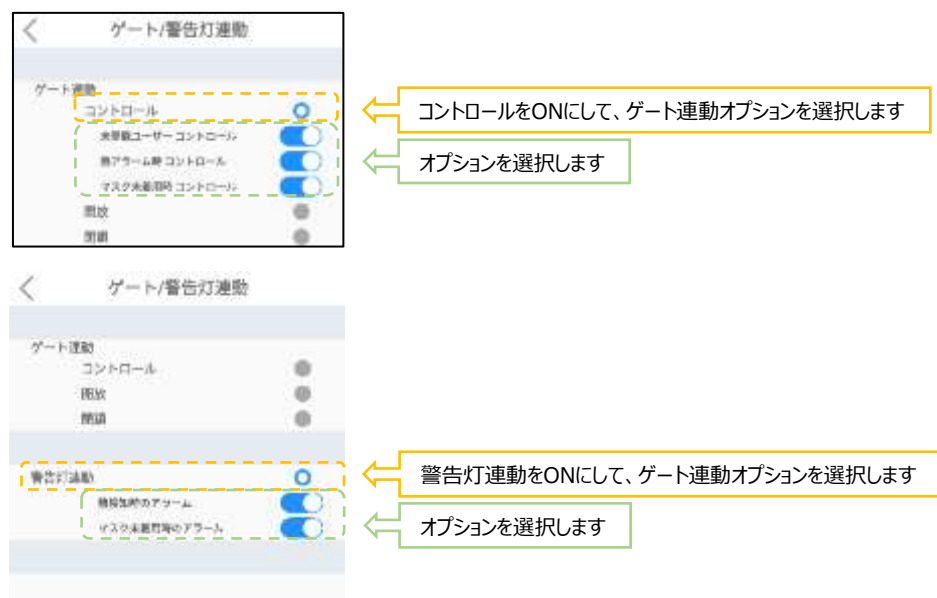 ゲート/警告灯連動
ゲート連動
コントロール
コントロールをONにして、ゲート連動オプションを選択します
未登録ユーザー コントロール
熱アラーム時 コントロール
オプションを選択します
マスク未着用時 コントロール
開放
閉鎖
ゲート/警告灯連動
ゲート連動
コントロール
開放
閉鎖
警告灯連動
警告灯連動をONにして、ゲート連動オプションを選択します
時のアラーム
オプションを選択します
マスク未着用時のアラーム